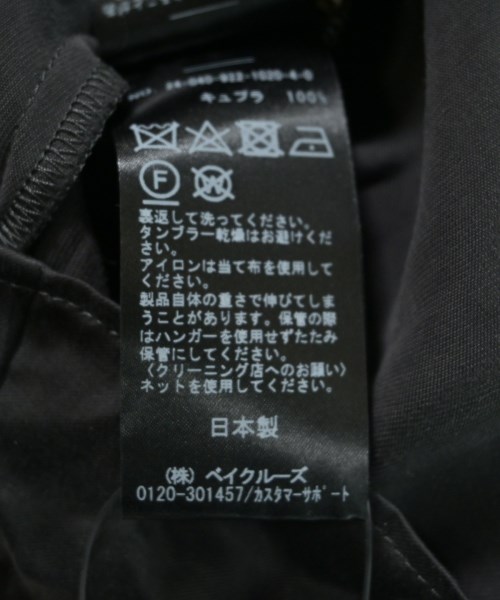 24-040-922-1020-4-0
キュプラ 100%
F
W
裏返して洗ってください。
タンブラー乾燥はお避けくだ
さい。
アイロンは当て布を使用して
ください。
製品自体の重さで伸びてしま
うことがあります。保管の際
はハンガーを使用せずたたみ
保管にしてください。
〈クリーニング店へのお願い〉
ネットを使用してください。
日本製
(株) ベイクルーズ
0120-301457/カスタマーサポート